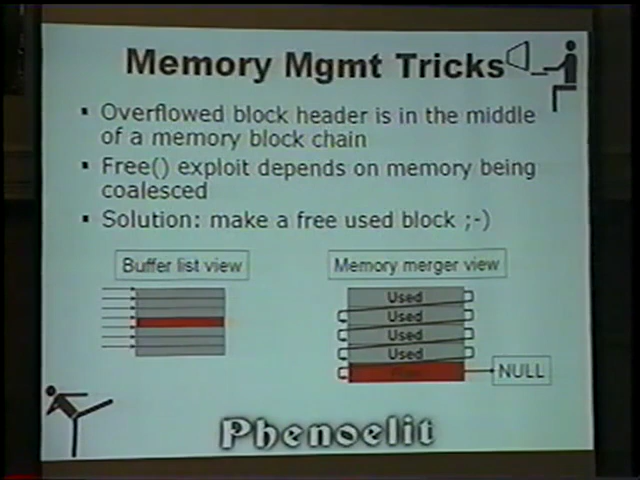 Memory Mgmt Tricks
Overflowed block header is in the middle
of a memory block chain
Free() exploit depends on memory being
coalesced
Solution: make a free used block ;-)
Buffer list view
Memory merger view
Used
Used
Used
Used
NULL
Phenoelit